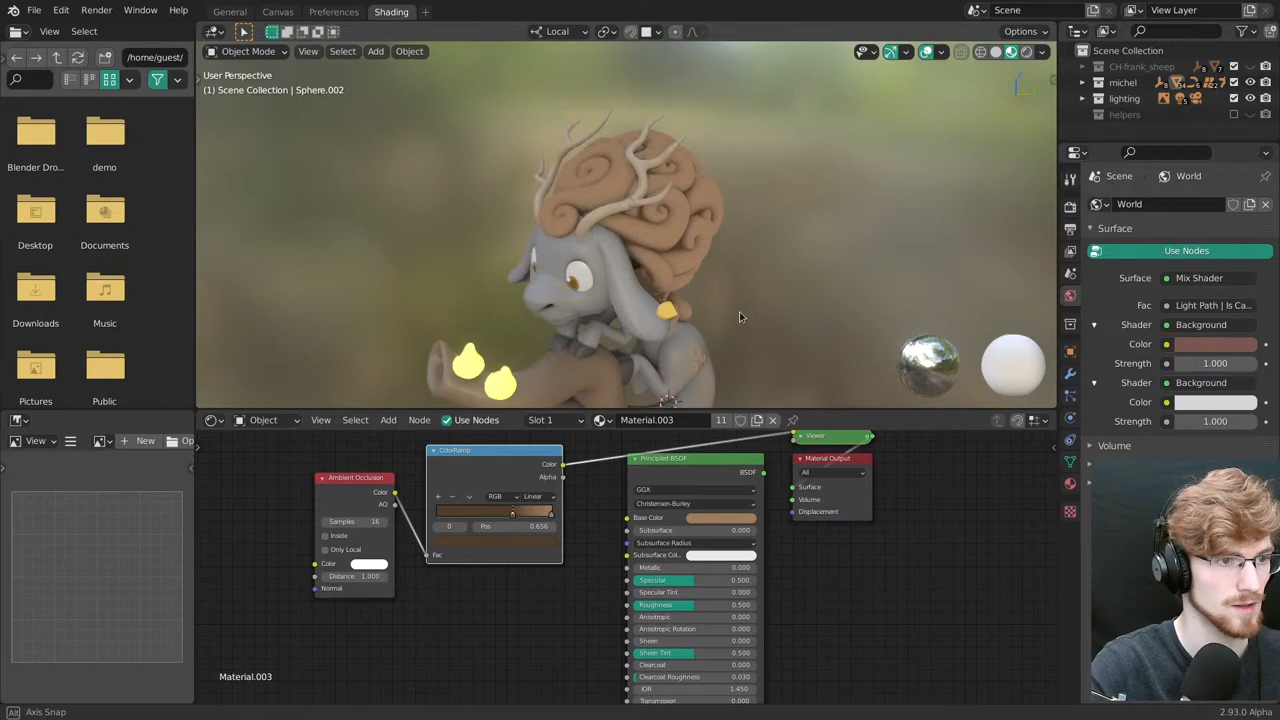 File Edit Render Window Help
General Canvas Preferences Shading +
Scene
View Layer
View Select
Local
Options
Object Mode View Select Add Object
/home/guest/
User Perspective
(1) Scene Collection | Sphere.002
Scene Collection
CH-frank_sheep
michel
lighting
helpers
Blender Dro...
demo
Desktop
Documents
Downloads
Music
Pictures
Public
Scene World
World
Surface
Use Nodes
Surface Mix Shader
Fac Light Path | Is Ca...
Shader Background
Color
Strength 1.000
Shader Background
Color
Strength 1.000
Volume
View
New
Op
Object View Select Add Node Use Nodes Slot 1 Material.003 11
Viewer
ColorRamp
Color
Alpha
RGB Linear
0 Pos 0.656
Fac
Ambient Occlusion
Color
AO
Samples 16
Inside
Only Local
Color
Distance 1.000
Normal
Principled BSDF
BSDF
GGX
Christensen-Burley
Base Color
Subsurface 0.000
Subsurface Radius
Subsurface Col...
Metallic 0.000
Specular 0.500
Specular Tint 0.000
Roughness 0.500
Anisotropic 0.000
Anisotropic Rotation 0.000
Sheen 0.000
Sheen Tint 0.500
Clearcoat 0.000
Clearcoat Roughness 0.030
IOR 1.450
Transmission 0.000
Material Output
All
Surface
Volume
Displacement
Material.003
Axis Snap
2.93.0 Alpha